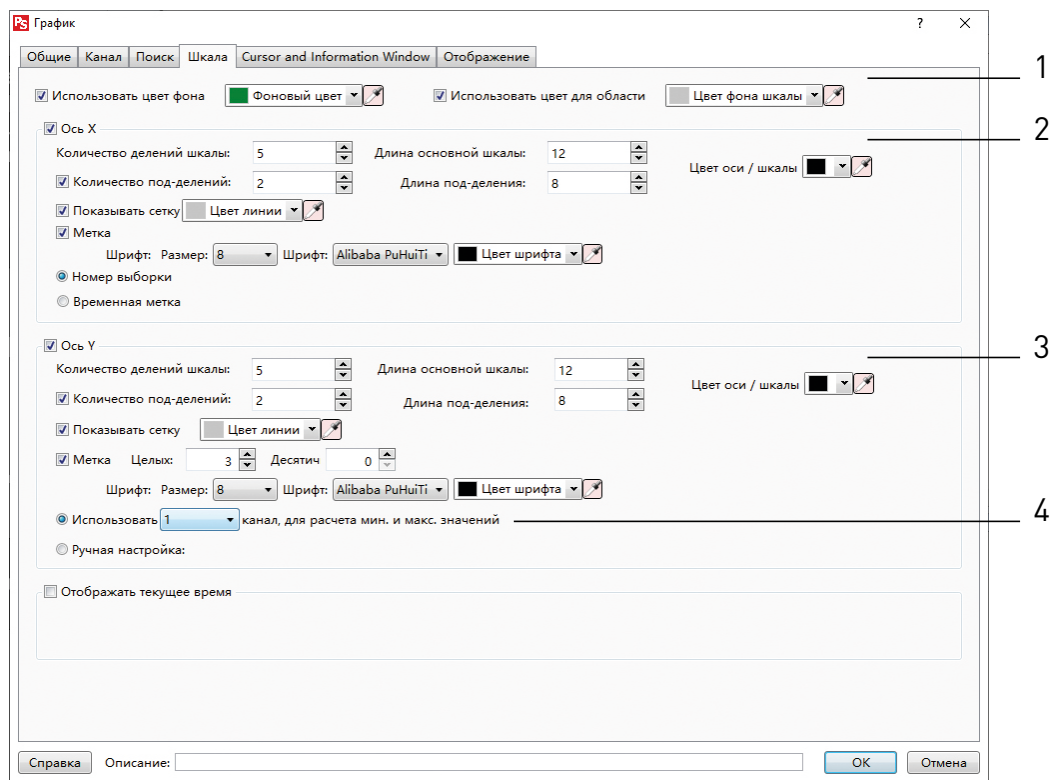 PS График ?
Общие Канал Поиск Шкала Cursor and Information Window Отображение
1
Использовать цвет фона Фоновый цвет Использовать цвет для области Цвет фона шкалы
Ось X
2
Количество делений шкалы: 5 Длина основной шкалы: 12 Цвет оси / шкалы
Количество под-делений: 2 Длина под-деления: 8
Показывать сетку Цвет линии
Метка
Шрифт: Размер: 8 Шрифт: Alibaba PuHuiTi Цвет шрифта
Номер выборки
Временная метка
Ось Y
3
Количество делений шкалы: 5 Длина основной шкалы: 12 Цвет оси / шкалы
Количество под-делений: 2 Длина под-деления: 8
Показывать сетку Цвет линии
Метка Целых: 3 Десятич 0
Шрифт: Размер: 8 Шрифт: Alibaba PuHuiTi Цвет шрифта
Использовать 1 канал, для расчета мин. и макс. значений
4
Ручная настройка:
Отображать текущее время
Справка Описание: OK Отмена